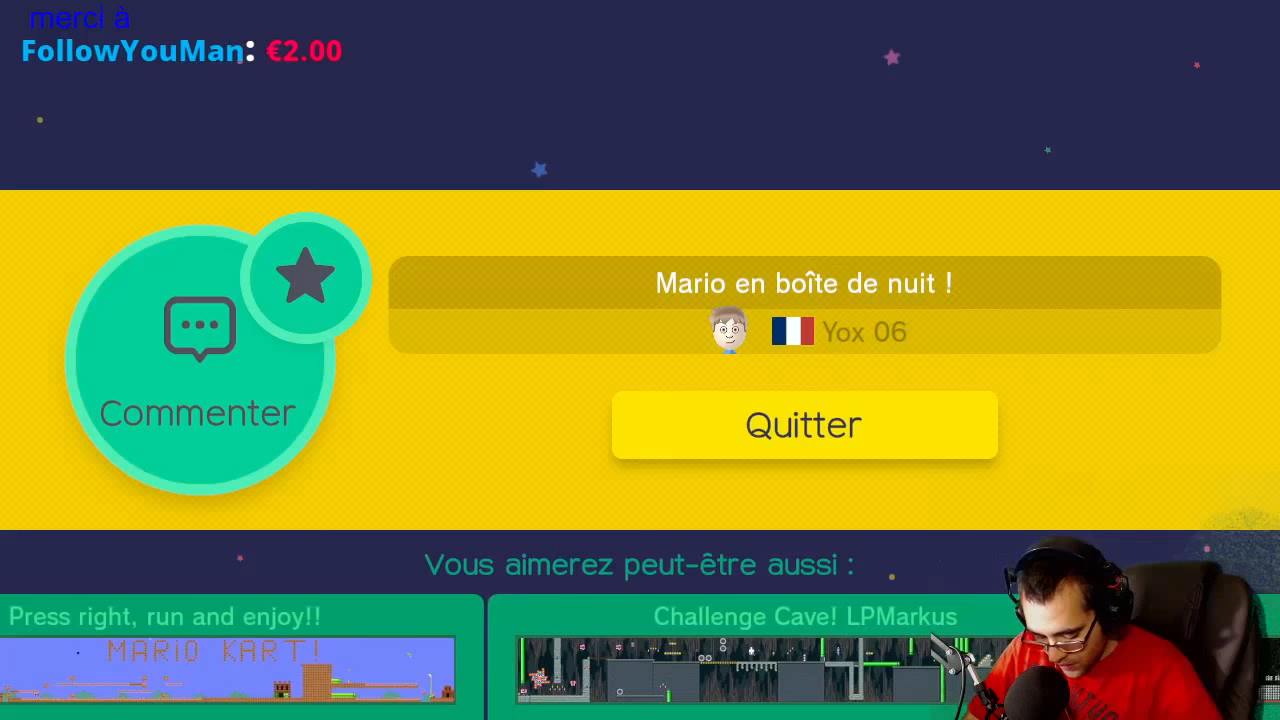 merci à
FollowYouMan: €2.00
Mario en boîte de nuit !
Yox 06
Commenter
Quitter
Vous aimerez peut-être aussi :
Press right, run and enjoy!!
Challenge Cave! LPMarkus
MARIO KART!